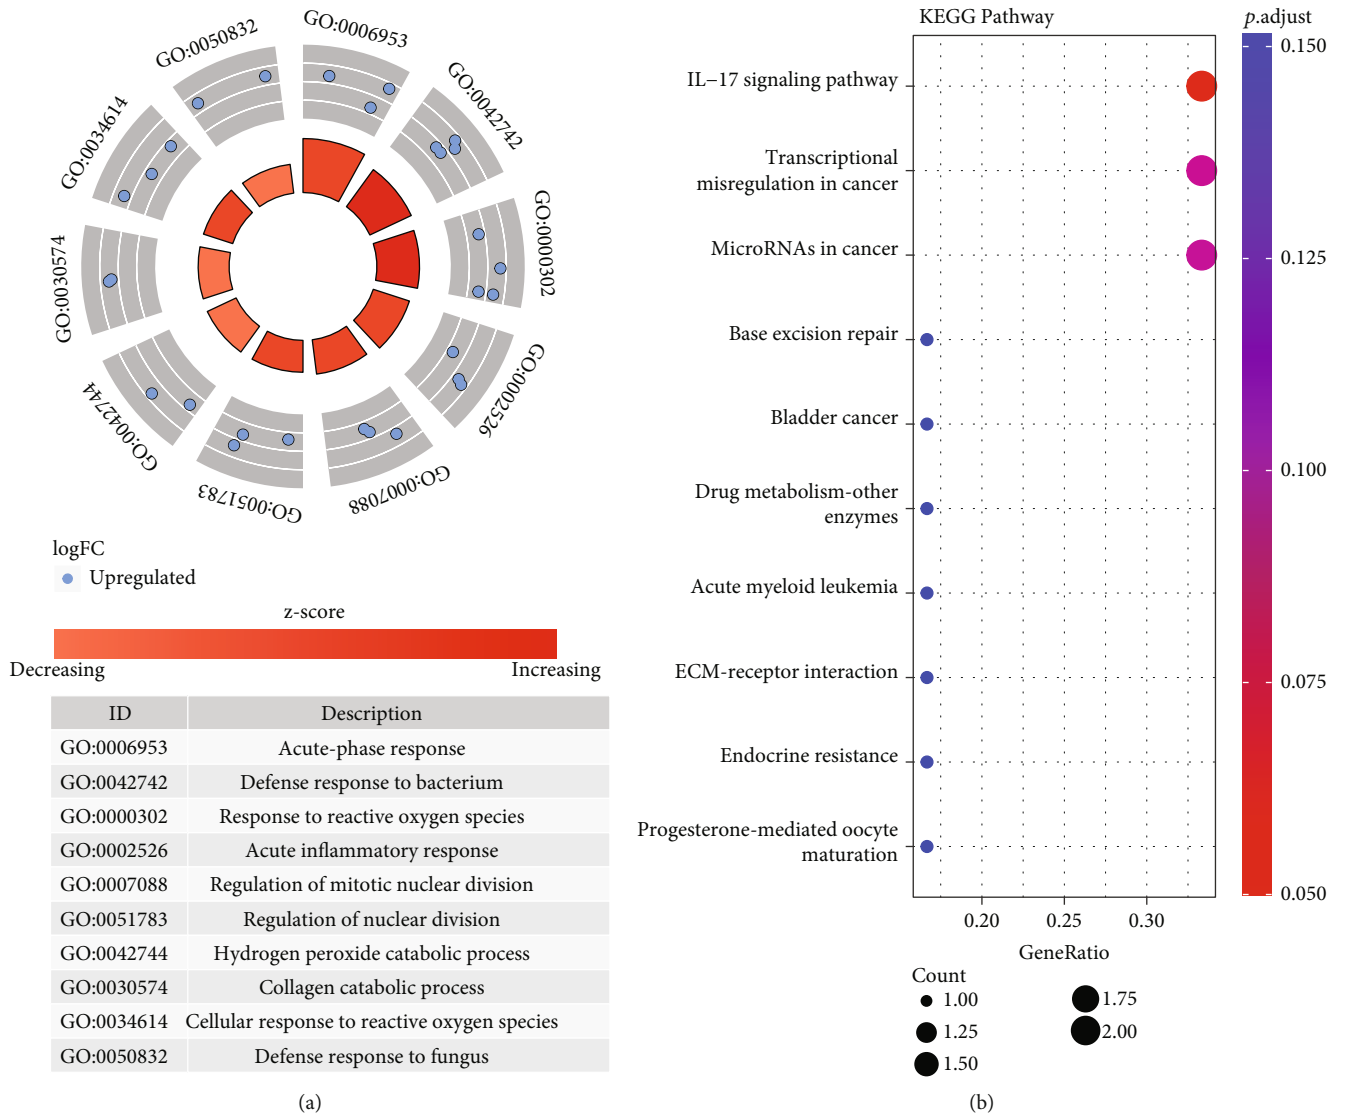 GO:0006953
GO:0042742
GO:0000302
GO:0002526
GO:0007088
GO:0051783
GO:0042744
GO:0030574
GO:0034614
GO:0050832
logFC
Upregulated
z-score
Decreasing
Increasing
ID Description
GO:0006953 Acute-phase response
GO:0042742 Defense response to bacterium
GO:0000302 Response to reactive oxygen species
GO:0002526 Acute inflammatory response
GO:0007088 Regulation of mitotic nuclear division
GO:0051783 Regulation of nuclear division
GO:0042744 Hydrogen peroxide catabolic process
GO:0030574 Collagen catabolic process
GO:0034614 Cellular response to reactive oxygen species
GO:0050832 Defense response to fungus
(a)
KEGG Pathway
IL−17 signaling pathway
Transcriptional
misregulation in cancer
MicroRNAs in cancer
Base excision repair
Bladder cancer
Drug metabolism-other
enzymes
Acute myeloid leukemia
ECM-receptor interaction
Endocrine resistance
Progesterone-mediated oocyte
maturation
0.20 0.25 0.30
GeneRatio
p.adjust
0.150
0.125
0.100
0.075
0.050
Count
1.00
1.25
1.50
1.75
2.00
(b)